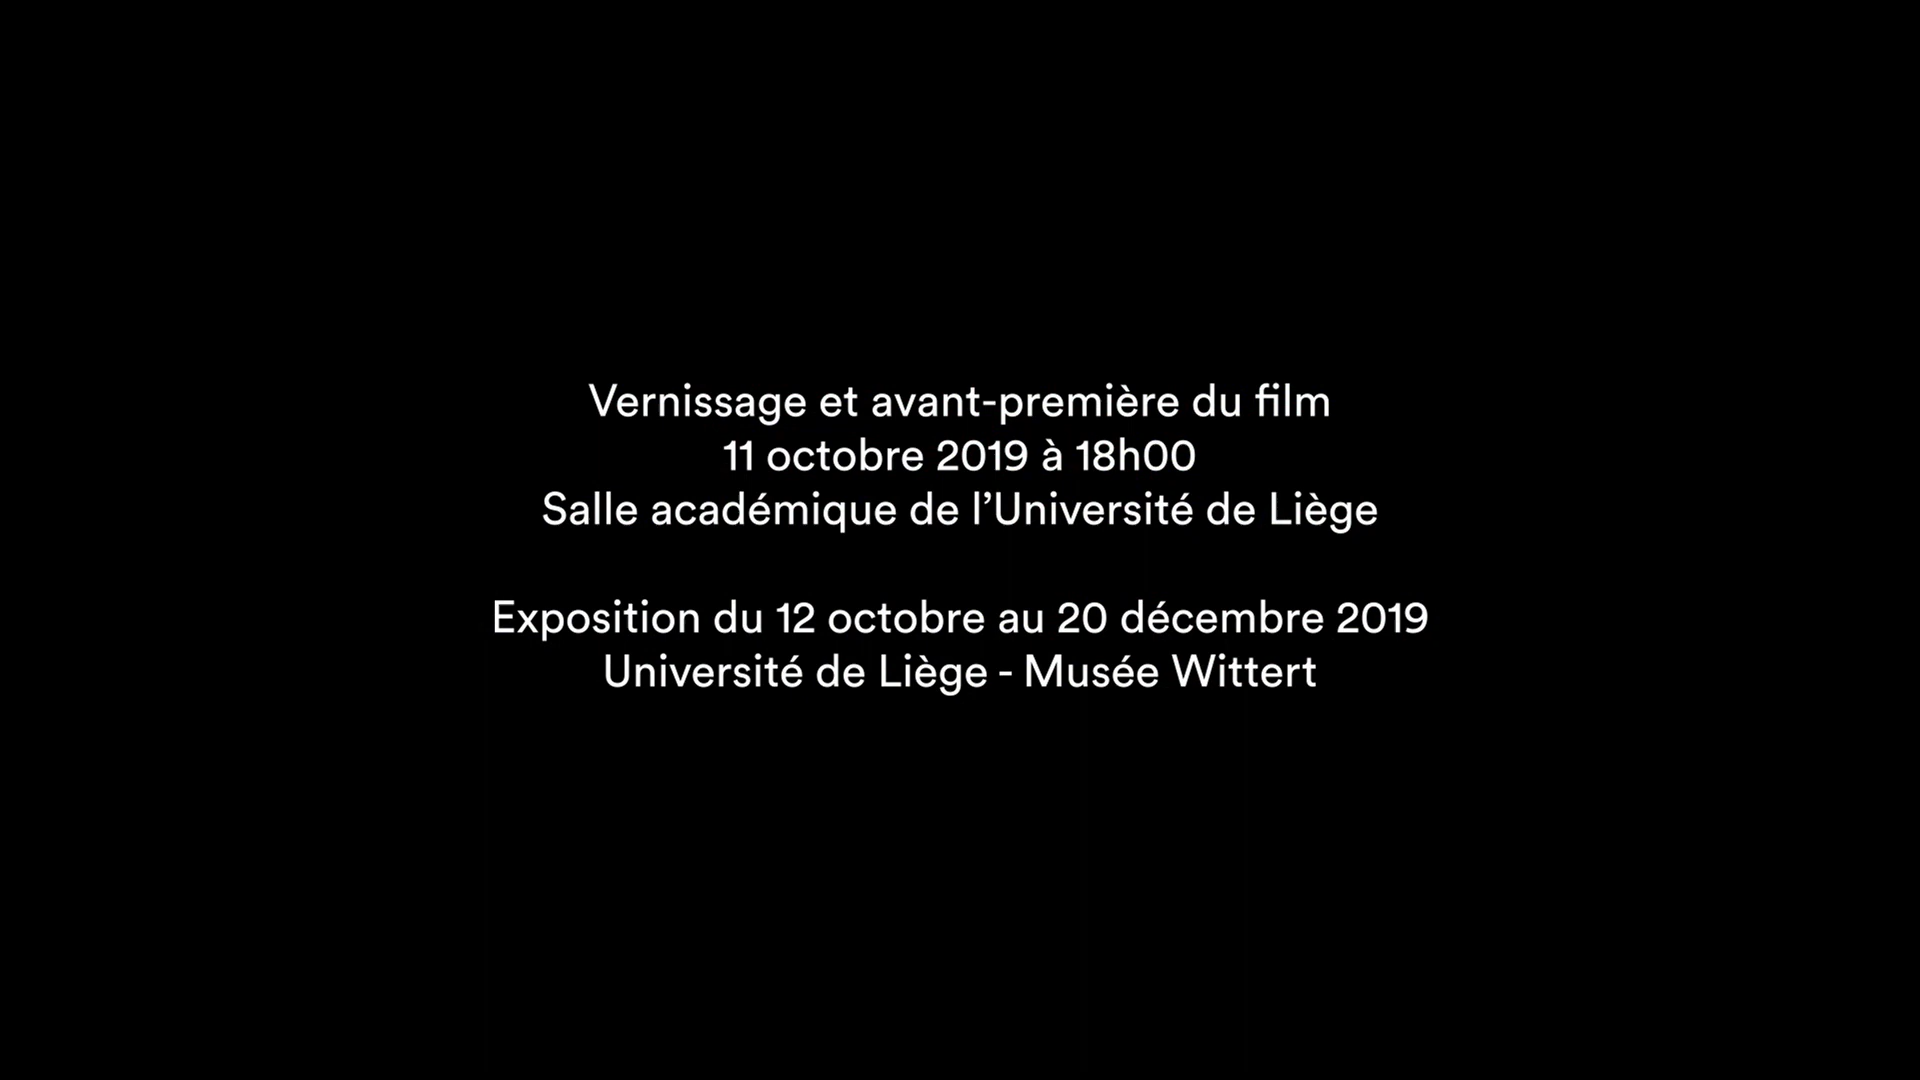 Vernissage et avant-première du film
11 octobre 2019 à 18h00
Salle académique de l’Université de Liège
Exposition du 12 octobre au 20 décembre 2019
Université de Liège - Musée Wittert